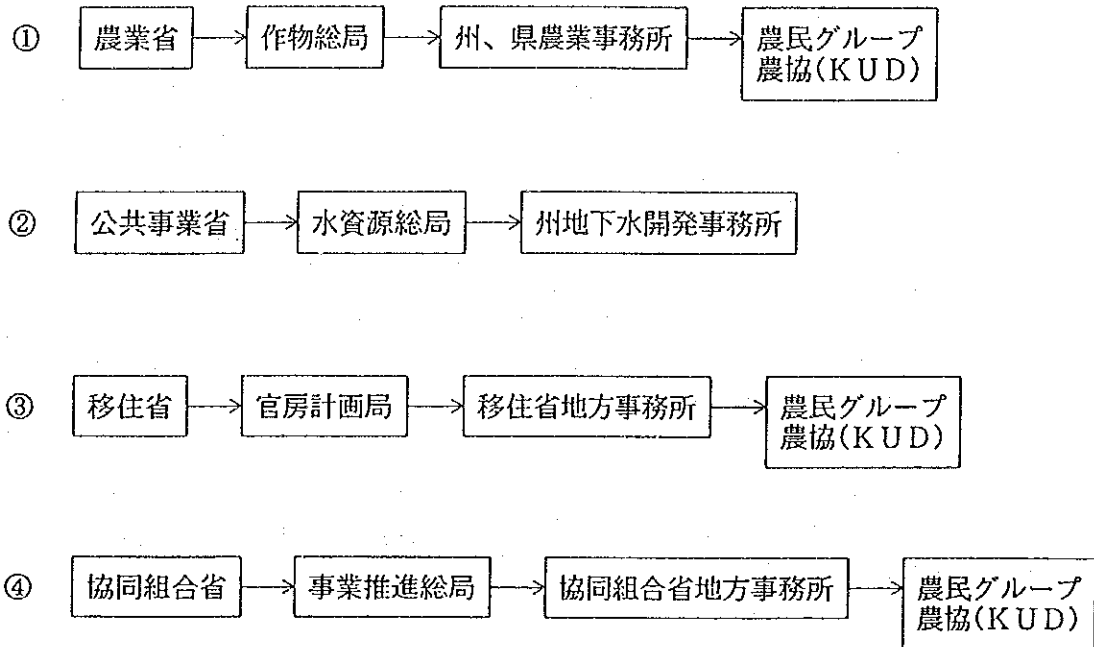 ① 農業省 作物総局 州、県農業事務所 農民グループ
農協(KUD)
② 公共事業省 水資源総局 州地下水開発事務所
③ 移住省 官房計画局 移住省地方事務所 農民グループ
農協(KUD)
④ 協同組合省 事業推進総局 協同組合省地方事務所 農民グループ
農協(KUD)